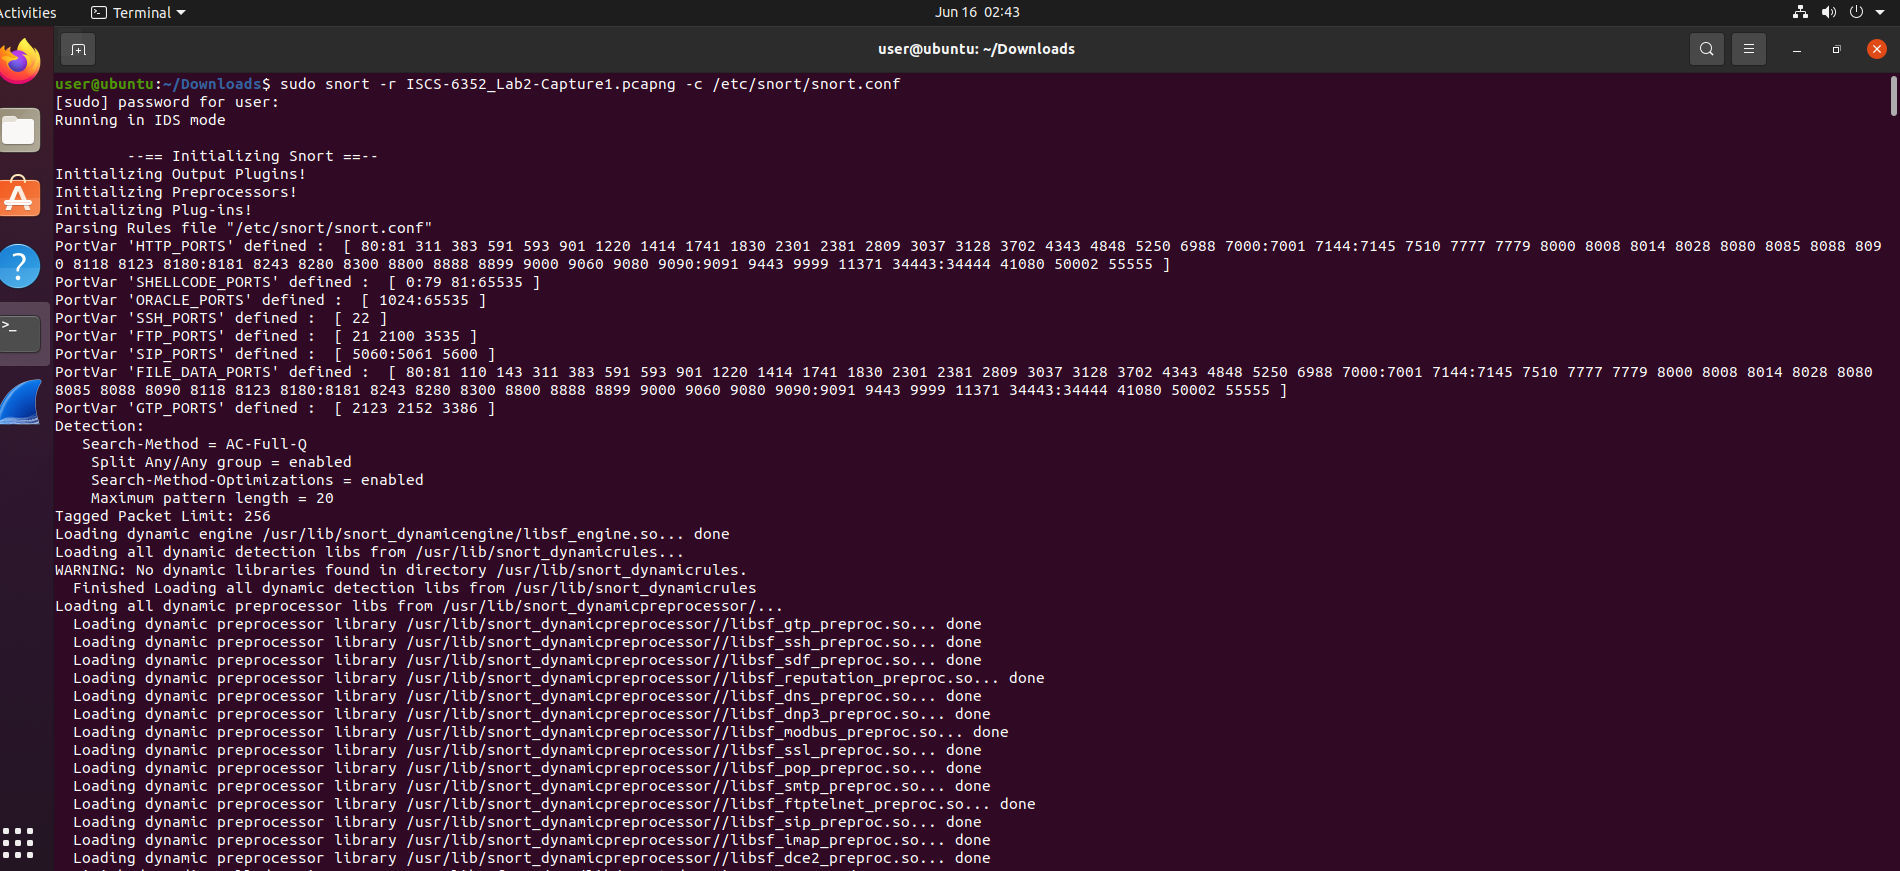 Activities Terminal Jun 16 02:43
user@ubuntu: ~/Downloads
user@ubuntu:~/Downloads$ sudo snort -r ISCS-6352_Lab2-Capture1.pcapng -c /etc/snort/snort.conf
[sudo] password for user:
Running in IDS mode
--== Initializing Snort ==--
Initializing Output Plugins!
Initializing Preprocessors!
Initializing Plug-ins!
Parsing Rules file "/etc/snort/snort.conf"
PortVar 'HTTP_PORTS' defined :  [ 80:81 311 383 591 593 901 1220 1414 1741 1830 2301 2381 2809 3037 3128 3702 4343 4848 5250 6988 7000:7001 7144:7145 7510 7777 7779 8000 8008 8014 8028 8080 8085 8088 809
0 8118 8123 8180:8181 8243 8280 8300 8800 8888 8899 9000 9060 9080 9090:9091 9443 9999 11371 34443:34444 41080 50002 55555 ]
PortVar 'SHELLCODE_PORTS' defined :  [ 0:79 81:65535 ]
PortVar 'ORACLE_PORTS' defined :  [ 1024:65535 ]
PortVar 'SSH_PORTS' defined :  [ 22 ]
PortVar 'FTP_PORTS' defined :  [ 21 2100 3535 ]
PortVar 'SIP_PORTS' defined :  [ 5060:5061 5600 ]
PortVar 'FILE_DATA_PORTS' defined :  [ 80:81 110 143 311 383 591 593 901 1220 1414 1741 1830 2301 2381 2809 3037 3128 3702 4343 4848 5250 6988 7000:7001 7144:7145 7510 7777 7779 8000 8008 8014 8028 8080
8085 8088 8090 8118 8123 8180:8181 8243 8280 8300 8800 8888 8899 9000 9060 9080 9090:9091 9443 9999 11371 34443:34444 41080 50002 55555 ]
PortVar 'GTP_PORTS' defined :  [ 2123 2152 3386 ]
Detection:
Search-Method = AC-Full-Q
Split Any/Any group = enabled
Search-Method-Optimizations = enabled
Maximum pattern length = 20
Tagged Packet Limit: 256
Loading dynamic engine /usr/lib/snort_dynamicengine/libsf_engine.so... done
Loading all dynamic detection libs from /usr/lib/snort_dynamicrules...
WARNING: No dynamic libraries found in directory /usr/lib/snort_dynamicrules.
Finished Loading all dynamic detection libs from /usr/lib/snort_dynamicrules
Loading all dynamic preprocessor libs from /usr/lib/snort_dynamicpreprocessor/...
Loading dynamic preprocessor library /usr/lib/snort_dynamicpreprocessor//libsf_gtp_preproc.so... done
Loading dynamic preprocessor library /usr/lib/snort_dynamicpreprocessor//libsf_ssh_preproc.so... done
Loading dynamic preprocessor library /usr/lib/snort_dynamicpreprocessor//libsf_sdf_preproc.so... done
Loading dynamic preprocessor library /usr/lib/snort_dynamicpreprocessor//libsf_reputation_preproc.so... done
Loading dynamic preprocessor library /usr/lib/snort_dynamicpreprocessor//libsf_dns_preproc.so... done
Loading dynamic preprocessor library /usr/lib/snort_dynamicpreprocessor//libsf_dnp3_preproc.so... done
Loading dynamic preprocessor library /usr/lib/snort_dynamicpreprocessor//libsf_modbus_preproc.so... done
Loading dynamic preprocessor library /usr/lib/snort_dynamicpreprocessor//libsf_ssl_preproc.so... done
Loading dynamic preprocessor library /usr/lib/snort_dynamicpreprocessor//libsf_pop_preproc.so... done
Loading dynamic preprocessor library /usr/lib/snort_dynamicpreprocessor//libsf_smtp_preproc.so... done
Loading dynamic preprocessor library /usr/lib/snort_dynamicpreprocessor//libsf_ftptelnet_preproc.so... done
Loading dynamic preprocessor library /usr/lib/snort_dynamicpreprocessor//libsf_sip_preproc.so... done
Loading dynamic preprocessor library /usr/lib/snort_dynamicpreprocessor//libsf_imap_preproc.so... done
Loading dynamic preprocessor library /usr/lib/snort_dynamicpreprocessor//libsf_dce2_preproc.so... done